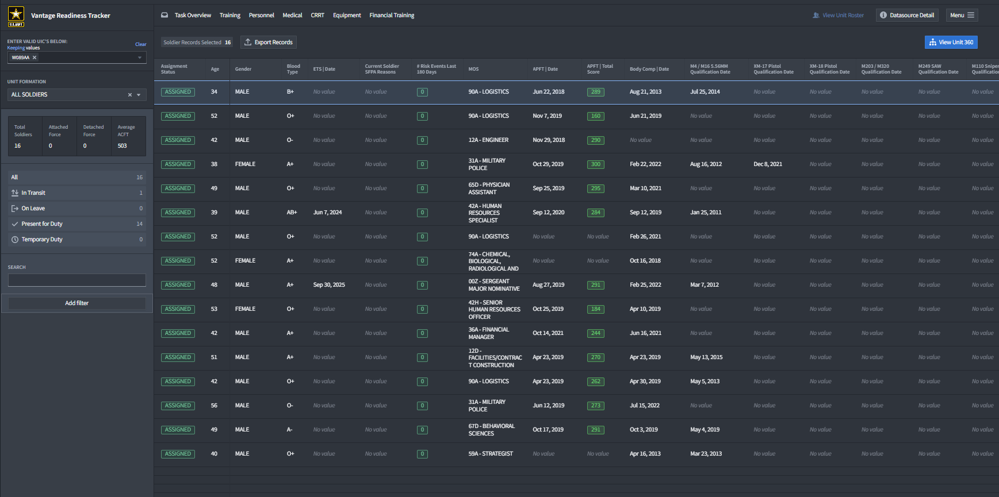 U.S. ARMY
Vantage Readiness Tracker
Task Overview Training Personnel Medical CRRT Equipment Financial Training
View Unit Roster Datasource Detail Menu
ENTER VALID UIC'S BELOW:
Keeping values Clear
W089AA
UNIT FORMATION
ALL SOLDIERS
Total Soldiers Attached Force Detached Force Average ACFT
16 0 0 503
All 16
In Transit 1
On Leave 0
Present for Duty 14
Temporary Duty 0
SEARCH
Add filter
Soldier Records Selected 16 Export Records View Unit 360
Assignment Status Age Gender Blood Type ETS | Date Current Soldier SFPA Reasons # Risk Events Last 180 Days MOS APFT | Date APFT | Total Score Body Comp | Date M4 / M16 5.56MM Qualification Date XM-17 Pistol Qualification Date XM-18 Pistol Qualification Date M203 / M320 Qualification Date M249 SAW Qualification Date M110 Sniper Qualification
ASSIGNED 34 MALE B+ No value No value 0 90A - LOGISTICS Jun 22, 2018 289 Aug 21, 2013 Jul 25, 2014 No value No value No value No value No value
ASSIGNED 52 MALE O+ No value No value 0 90A - LOGISTICS Nov 7, 2019 160 Jun 21, 2019 No value No value No value No value No value No value
ASSIGNED 42 MALE O- No value No value 0 12A - ENGINEER Nov 29, 2018 290 No value No value No value No value No value No value No value
ASSIGNED 38 FEMALE A+ No value No value 0 31A - MILITARY POLICE Oct 29, 2019 300 Feb 22, 2022 Aug 16, 2012 Dec 8, 2021 No value No value No value No value
ASSIGNED 49 MALE O+ No value No value 0 65D - PHYSICIAN ASSISTANT Sep 25, 2019 295 Mar 10, 2021 No value No value No value No value No value No value
ASSIGNED 39 MALE AB+ Jun 7, 2024 No value 0 42A - HUMAN RESOURCES SPECIALIST Sep 12, 2020 284 Sep 12, 2019 Jan 25, 2011 No value No value No value No value No value
ASSIGNED 52 MALE O+ No value No value 0 90A - LOGISTICS No value No value Feb 26, 2021 No value No value No value No value No value No value
ASSIGNED 52 FEMALE A+ No value No value 0 74A - CHEMICAL, BIOLOGICAL, RADIOLOGICAL AND No value No value Oct 16, 2018 No value No value No value No value No value No value
ASSIGNED 48 MALE A+ Sep 30, 2025 No value 0 00Z - SERGEANT MAJOR NOMINATIVE Aug 27, 2019 291 Feb 25, 2022 Mar 7, 2012 No value No value No value No value No value
ASSIGNED 53 FEMALE O+ No value No value 0 42H - SENIOR HUMAN RESOURCES OFFICER Oct 25, 2019 184 Apr 10, 2019 No value No value No value No value No value No value
ASSIGNED 42 MALE A+ No value No value 0 36A - FINANCIAL MANAGER Oct 14, 2021 244 Jun 16, 2021 No value No value No value No value No value No value
ASSIGNED 51 MALE A+ No value No value 0 12D - FACILITIES/CONTRACT CONSTRUCTION Apr 23, 2019 270 Apr 23, 2019 May 13, 2015 No value No value No value No value No value
ASSIGNED 42 MALE O+ No value No value 0 90A - LOGISTICS Apr 23, 2019 262 Apr 30, 2019 May 5, 2013 No value No value No value No value No value
ASSIGNED 56 MALE O- No value No value 0 31A - MILITARY POLICE Jun 12, 2019 273 Jul 15, 2022 No value No value No value No value No value No value
ASSIGNED 49 MALE A- No value No value 0 67D - BEHAVIORAL SCIENCES Oct 17, 2019 291 Oct 3, 2019 May 4, 2019 No value No value No value No value No value
ASSIGNED 40 MALE O+ No value No value 0 59A - STRATEGIST No value No value Apr 16, 2013 Mar 23, 2013 No value No value No value No value No value